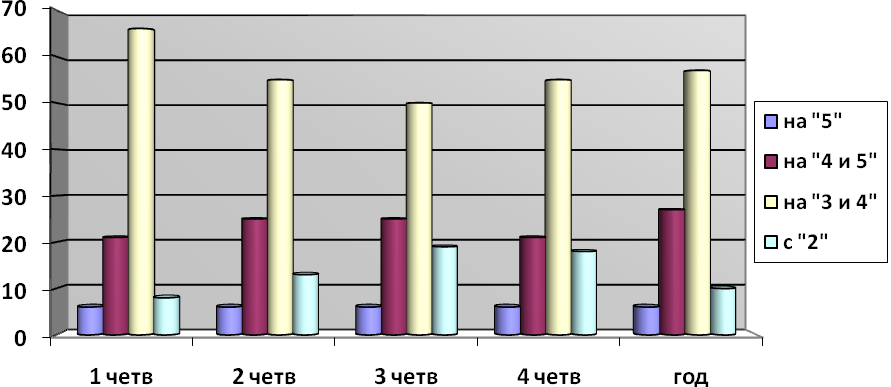 70
60
50
40
30
20
10
0
1 четв
2 четв
3 четв
4 четв
год
на "5"
на "4 и 5"
на "3 и 4"
с "2"